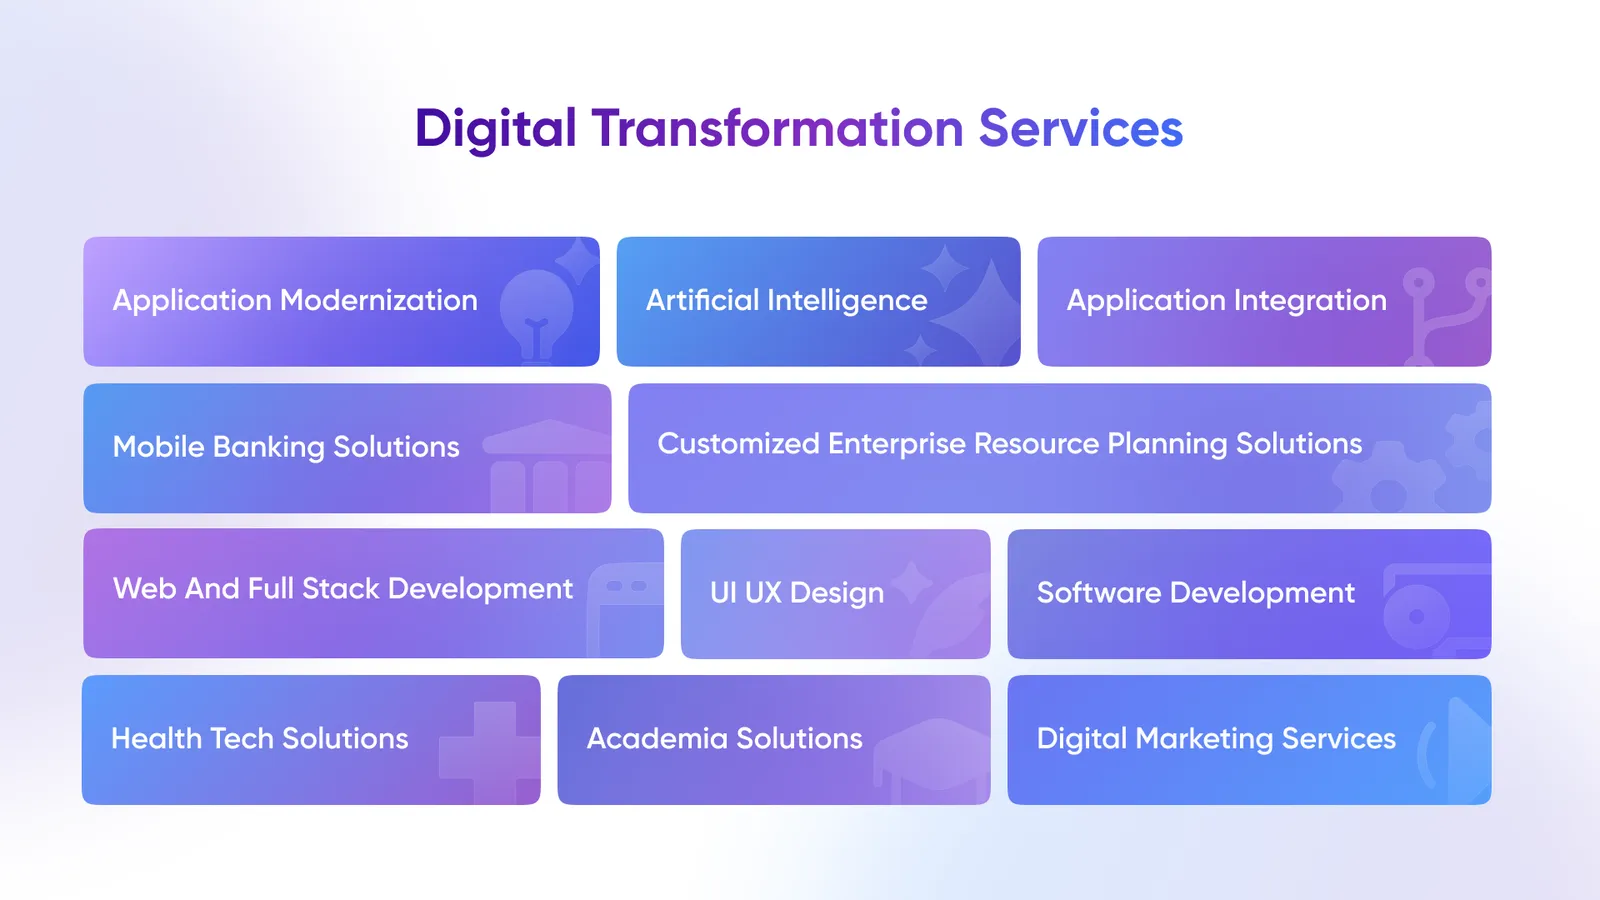 Digital Transformation Services
Application Modernization
Artificial Intelligence
Application Integration
Mobile Banking Solutions
Customized Enterprise Resource Planning Solutions
Web And Full Stack Development
UI UX Design
Software Development
Health Tech Solutions
Academia Solutions
Digital Marketing Services